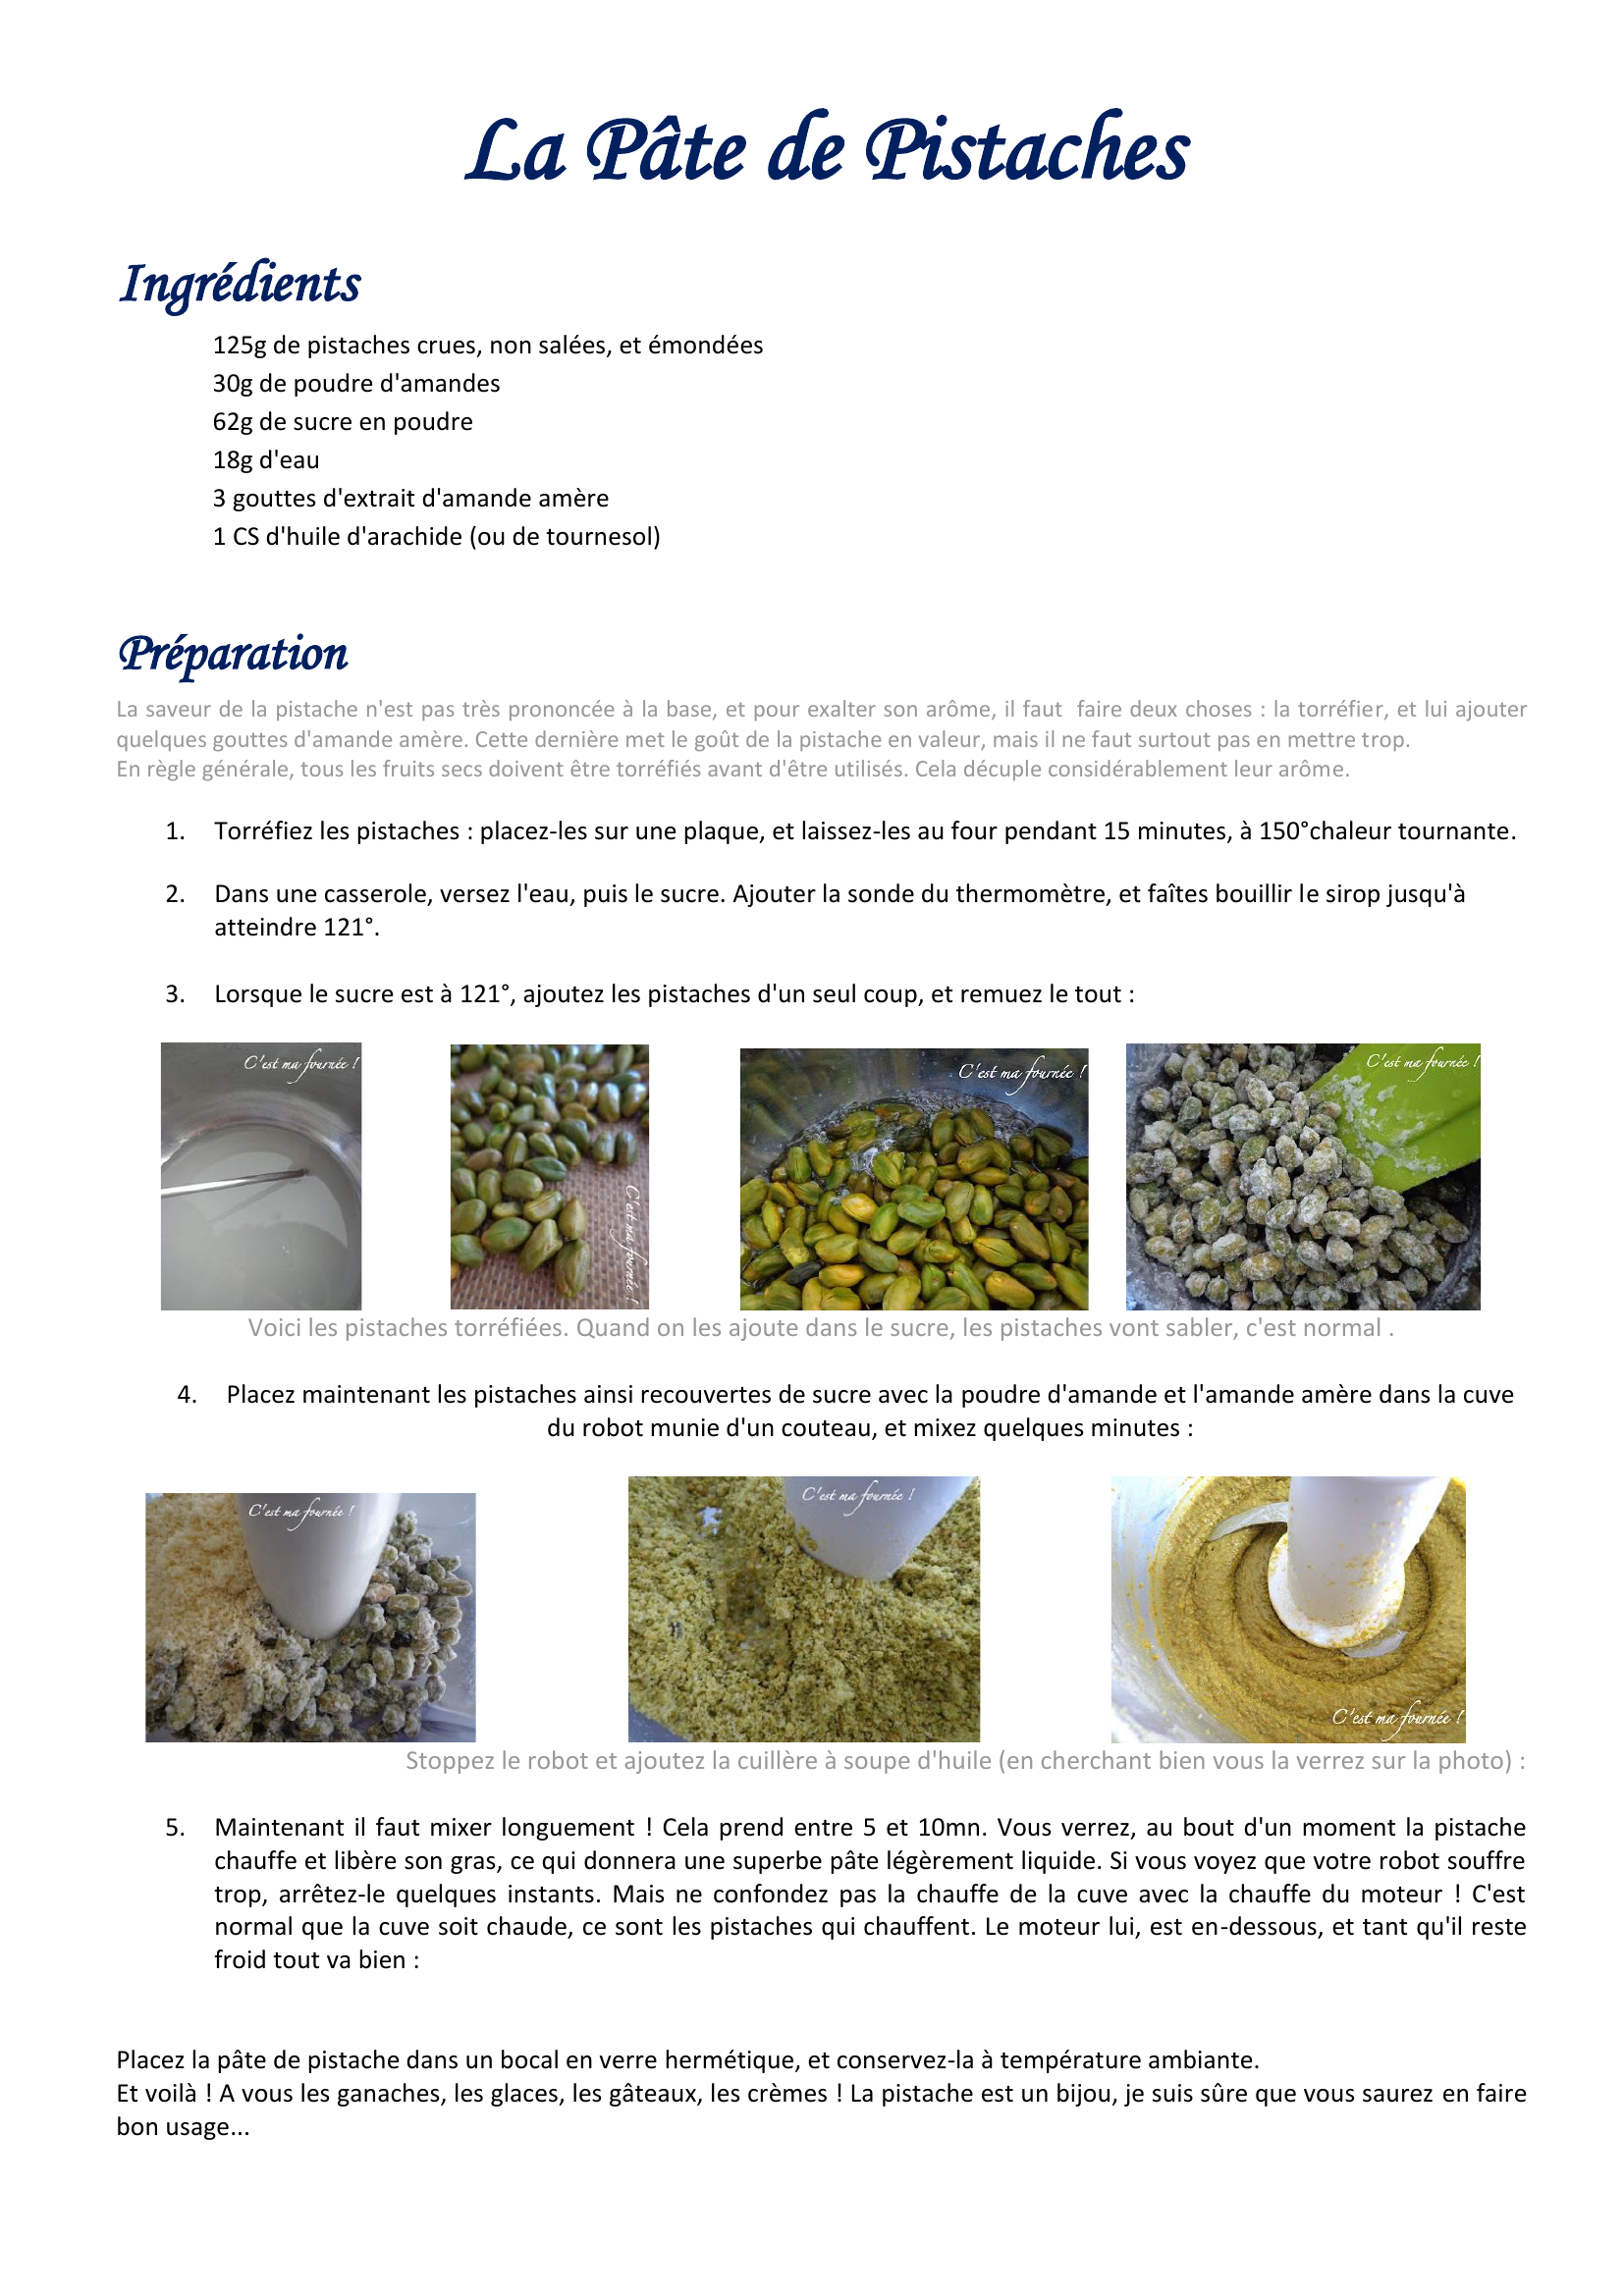 La Pâte de Pistaches
Ingrédients
125g de pistaches crues, non salées, et émondées
30g de poudre d'amandes
62g de sucre en poudre
18g d'eau
3 gouttes d'extrait d'amande amère
1 CS d'huile d'arachide (ou de tournesol)
Préparation
La saveur de la pistache n'est pas très prononcée à la base, et pour exalter son arôme, il faut  faire deux choses : la torréfier, et lui ajouter
quelques gouttes d'amande amère. Cette dernière met le goût de la pistache en valeur, mais il ne faut surtout pas en mettre trop.
En règle générale, tous les fruits secs doivent être torréfiés avant d'être utilisés. Cela décuple considérablement leur arôme.
1. Torréfiez les pistaches : placez-les sur une plaque, et laissez-les au four pendant 15 minutes, à 150°chaleur tournante.
2. Dans une casserole, versez l'eau, puis le sucre. Ajouter la sonde du thermomètre, et faîtes bouillir le sirop jusqu'à
atteindre 121°.
3. Lorsque le sucre est à 121°, ajoutez les pistaches d'un seul coup, et remuez le tout :
C'est ma fournée !
C'est ma fournée !
C'est ma fournée !
C'est ma fournée !
Voici les pistaches torréfiées. Quand on les ajoute dans le sucre, les pistaches vont sabler, c'est normal .
4. Placez maintenant les pistaches ainsi recouvertes de sucre avec la poudre d'amande et l'amande amère dans la cuve
du robot munie d'un couteau, et mixez quelques minutes :
C'est ma fournée !
C'est ma fournée !
C'est ma fournée !
Stoppez le robot et ajoutez la cuillère à soupe d'huile (en cherchant bien vous la verrez sur la photo) :
5. Maintenant il faut mixer longuement ! Cela prend entre 5 et 10mn. Vous verrez, au bout d'un moment la pistache
chauffe et libère son gras, ce qui donnera une superbe pâte légèrement liquide. Si vous voyez que votre robot souffre
trop, arrêtez-le quelques instants. Mais ne confondez pas la chauffe de la cuve avec la chauffe du moteur ! C'est
normal que la cuve soit chaude, ce sont les pistaches qui chauffent. Le moteur lui, est en-dessous, et tant qu'il reste
froid tout va bien :
Placez la pâte de pistache dans un bocal en verre hermétique, et conservez-la à température ambiante.
Et voilà ! A vous les ganaches, les glaces, les gâteaux, les crèmes ! La pistache est un bijou, je suis sûre que vous saurez en faire
bon usage...